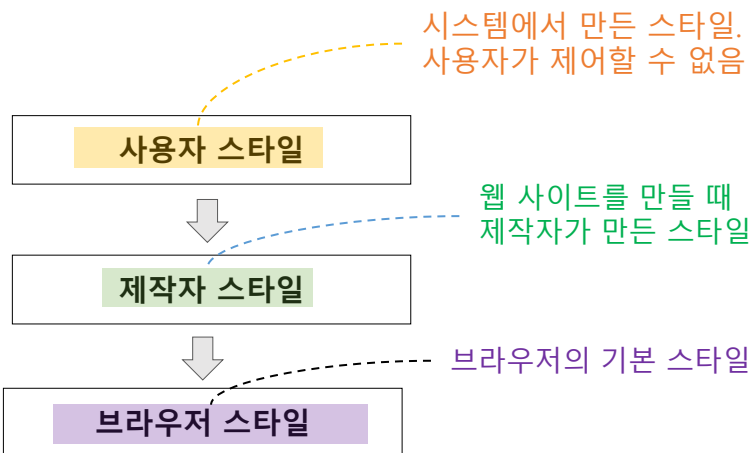 시스템에서 만든 스타일.
사용자가 제어할 수 없음
사용자 스타일
웹 사이트를 만들 때
제작자가 만든 스타일
제작자 스타일
브라우저의 기본 스타일
브라우저 스타일